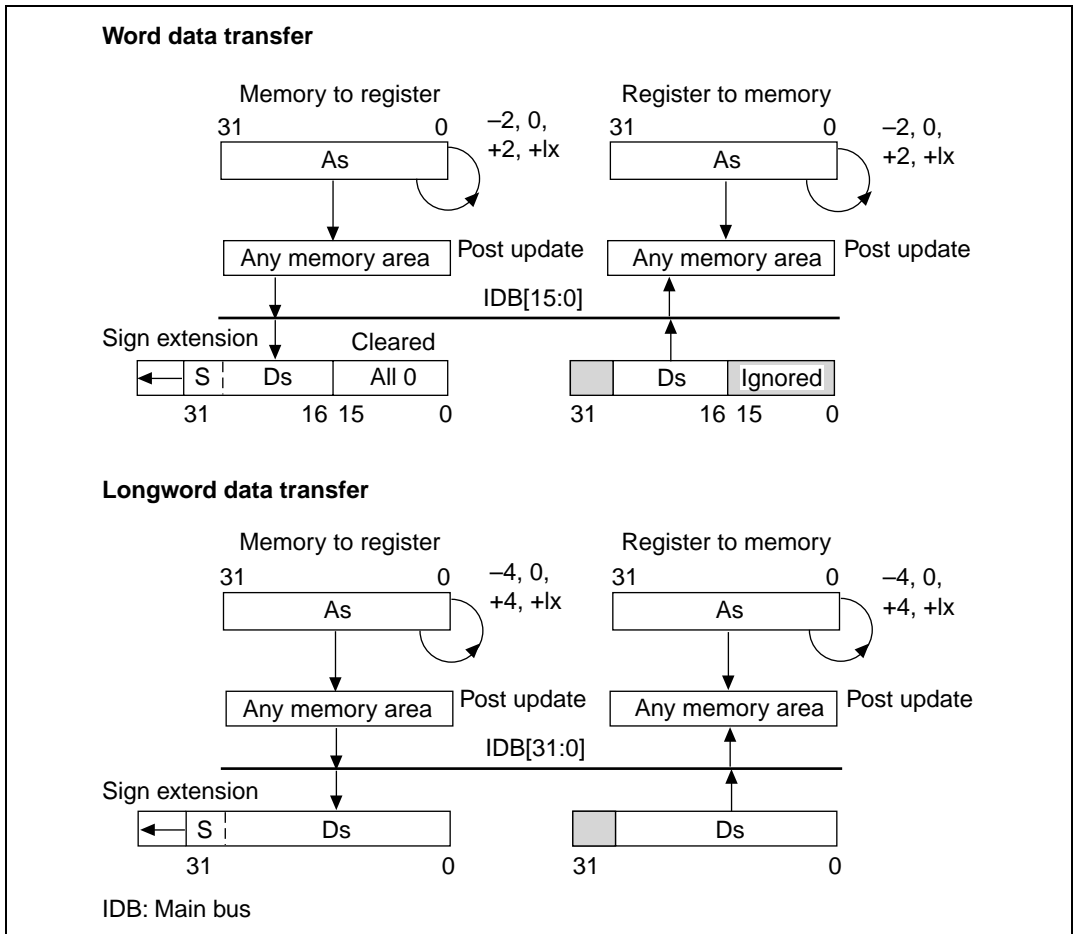 Word data transfer
Memory to register
Register to memory
31 0 –2, 0,
+2, +Ix
As
31 0 –2, 0,
+2, +Ix
As
Any memory area Post update
Any memory area Post update
IDB[15:0]
Sign extension Cleared
S Ds All 0
31 16 15 0
Ds Ignored
31 16 15 0
Longword data transfer
Memory to register
Register to memory
31 0 –4, 0,
+4, +Ix
As
31 0 –4, 0,
+4, +Ix
As
Any memory area Post update
Any memory area Post update
IDB[31:0]
Sign extension
S Ds
31 0
Ds
31 0
IDB: Main bus